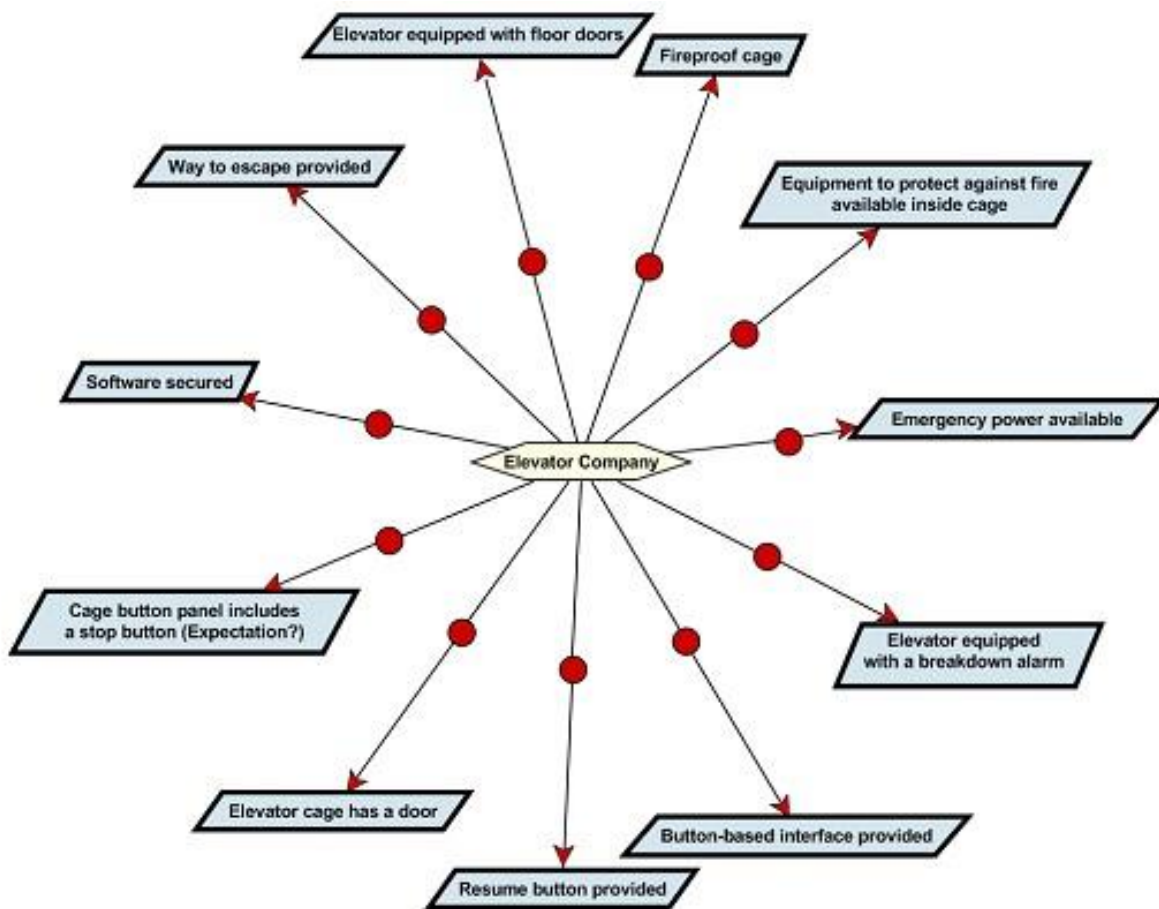 Elevator equipped with floor doors
Fireproof cage
Way to escape provided
Equipment to protect against fire
available inside cage
Software secured
Emergency power available
Elevator Company
Cage button panel includes
a stop button (Expectation?)
Elevator equipped
with a breakdown alarm
Elevator cage has a door
Button-based interface provided
Resume button provided